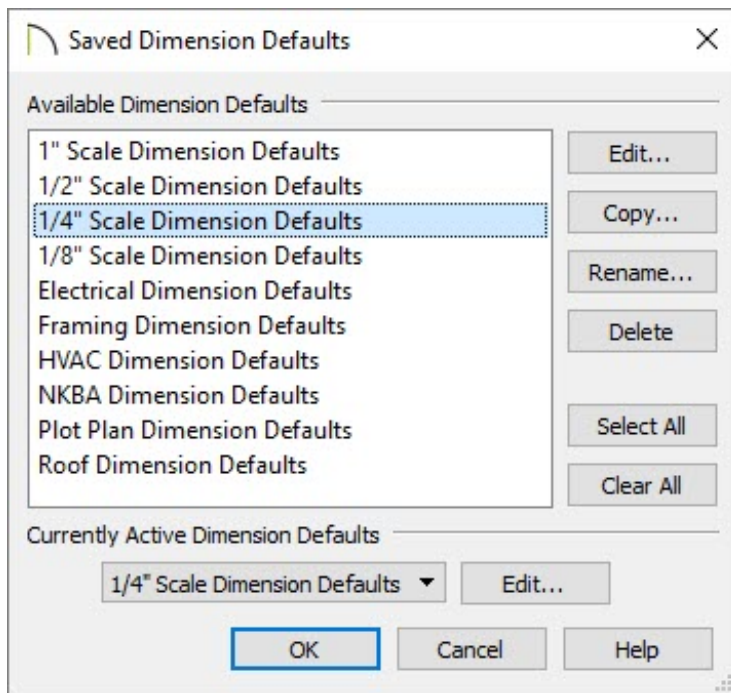 Saved Dimension Defaults
Available Dimension Defaults
1" Scale Dimension Defaults
1/2" Scale Dimension Defaults
1/4" Scale Dimension Defaults
1/8" Scale Dimension Defaults
Electrical Dimension Defaults
Framing Dimension Defaults
HVAC Dimension Defaults
NKBA Dimension Defaults
Plot Plan Dimension Defaults
Roof Dimension Defaults
Edit...
Copy...
Rename...
Delete
Select All
Clear All
Currently Active Dimension Defaults
1/4" Scale Dimension Defaults
Edit...
OK
Cancel
Help